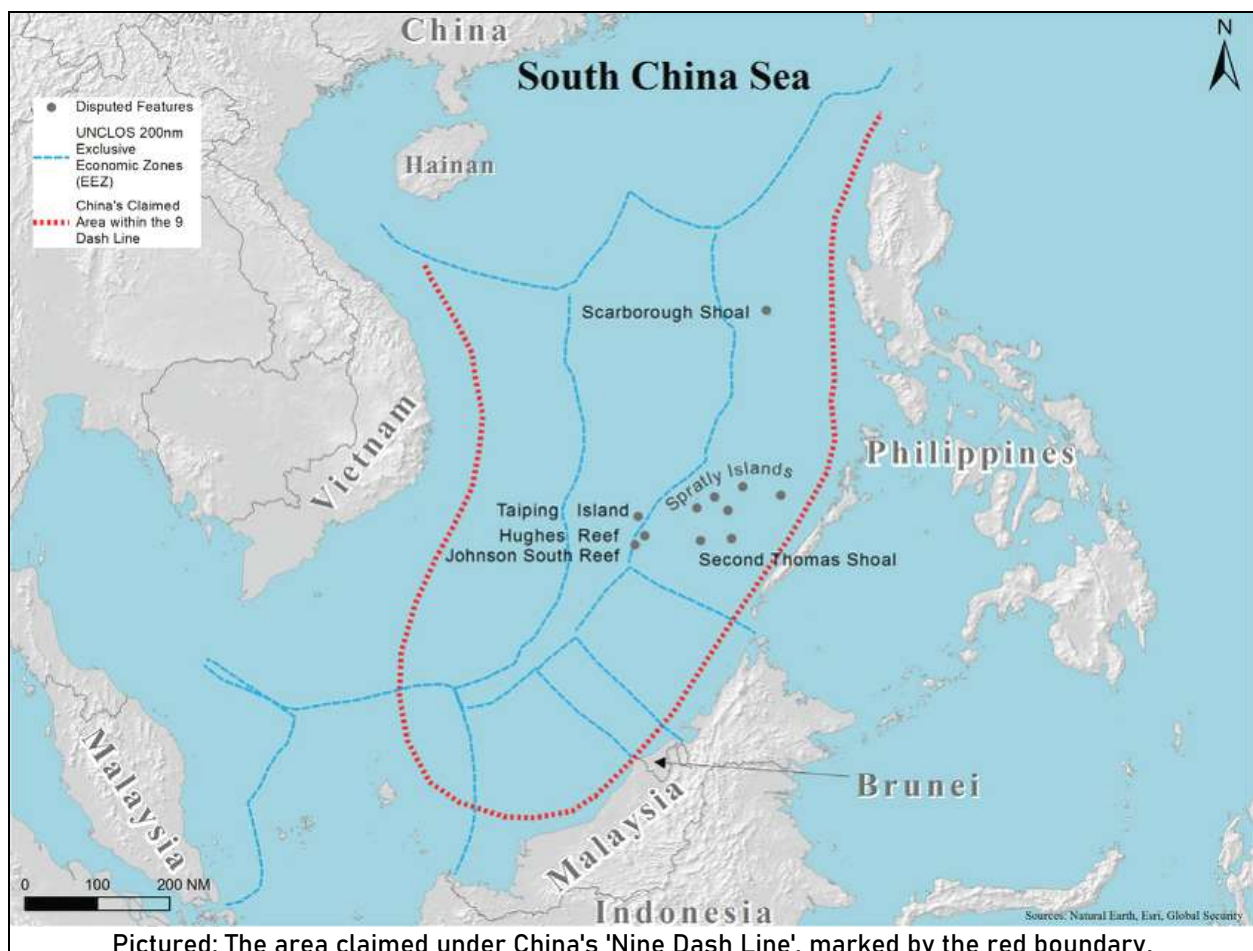 China
South China Sea
N
Disputed Features
UNCLOS 200nm
Exclusive
Economic Zones
(EEZ)
China's Claimed
Area within the 9
Dash Line
Hainan
Scarborough Shoal
Vietnam
Philippines
Spratly Islands
Taiping Island
Hughes Reef
Johnson South Reef
Second Thomas Shoal
Malaysia
Brunei
Malaysia
0 100 200 NM
Indonesia
Sources: Natural Earth, Esri, Global Security
Pictured: The area claimed under China's 'Nine Dash Line', marked by the red boundary.